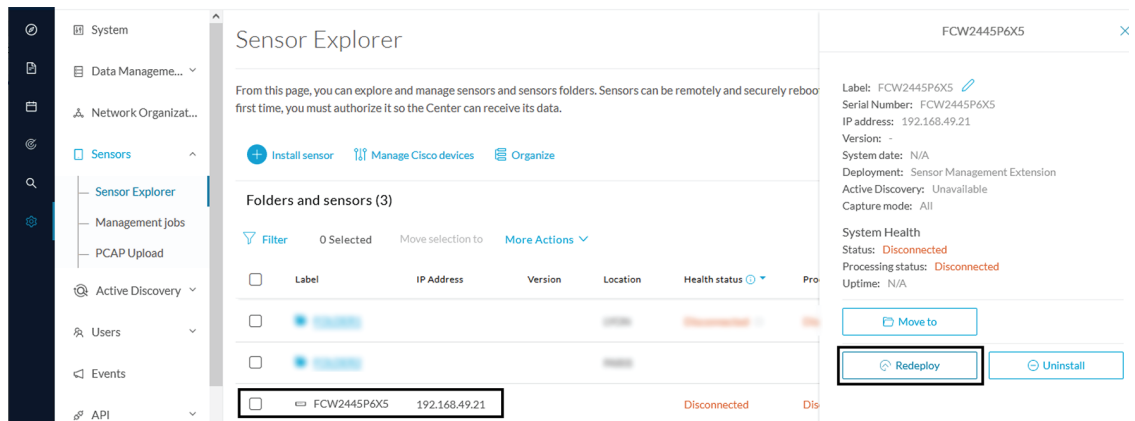 System
Data Manageme...
Network Organizat...
Sensors
Sensor Explorer
Management jobs
PCAP Upload
Active Discovery
Users
Events
API
Sensor Explorer
From this page, you can explore and manage sensors and sensors folders. Sensors can be remotely and securely reboo
first time, you must authorize it so the Center can receive its data.
Install sensor Manage Cisco devices Organize
Folders and sensors (3)
Filter 0 Selected Move selection to More Actions
Label IP Address Version Location Health status Pro
FCW2445P6X5 192.168.49.21 Disconnected Dis
FCW2445P6X5
Label: FCW2445P6X5
Serial Number: FCW2445P6X5
IP address: 192.168.49.21
Version: -
System date: N/A
Deployment: Sensor Management Extension
Active Discovery: Unavailable
Capture mode: All
System Health
Status: Disconnected
Processing status: Disconnected
Uptime: N/A
Move to
Redeploy Uninstall